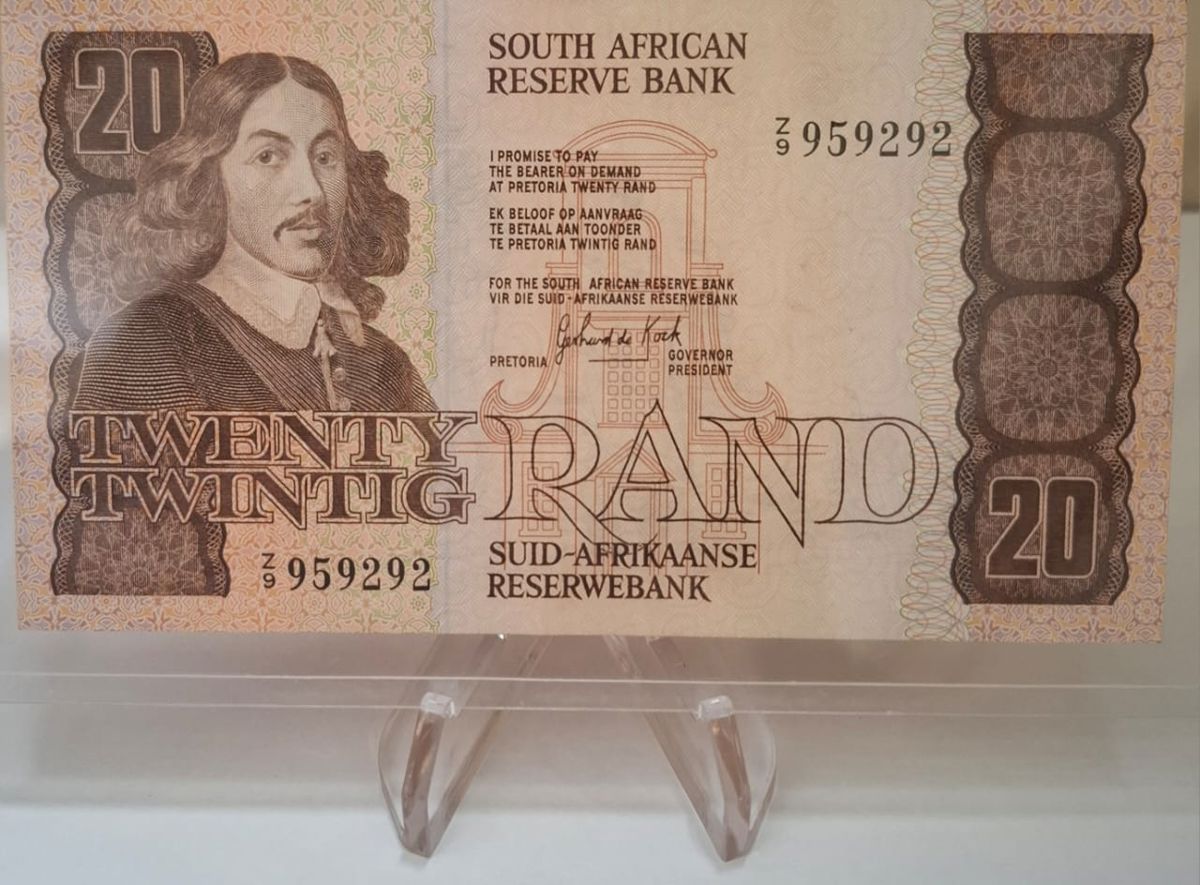 20
SOUTH AFRICAN
RESERVE BANK
Z/9 959292
I PROMISE TO PAY
THE BEARER ON DEMAND
AT PRETORIA TWENTY RAND
EK BELOOF OP AANVRAAG
TE BETAAL AAN TOONDER
TE PRETORIA TWINTIG RAND
FOR THE SOUTH AFRICAN RESERVE BANK
VIR DIE SUID-AFRIKAANSE RESERWEBANK
Gerhard de Kock
PRETORIA
GOVERNOR
PRESIDENT
TWENTY
TWINTIG
RAND
Z/9 959292
SUID-AFRIKAANSE
RESERWEBANK
20